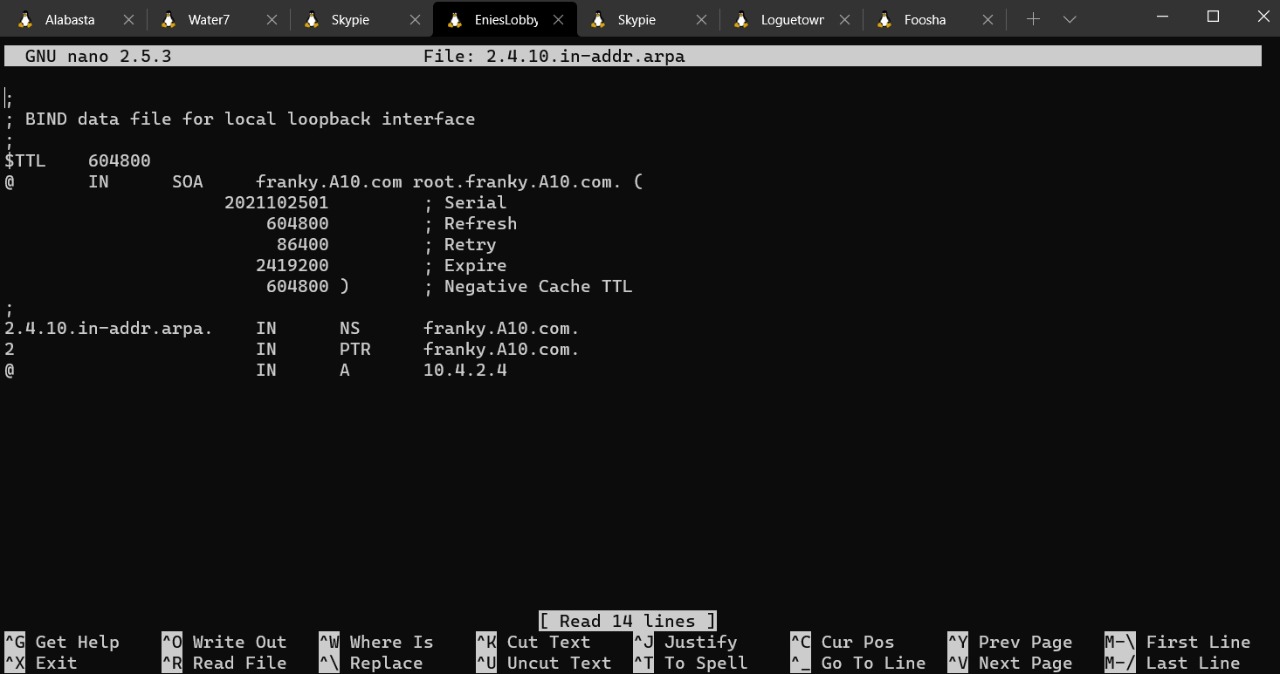 Alabasta Water7 Skypie EniesLobby Skypie Loguetown Foosha
GNU nano 2.5.3 File: 2.4.10.in-addr.arpa
;
; BIND data file for local loopback interface
;
$TTL 604800
@ IN SOA franky.A10.com root.franky.A10.com. (
2021102501 ; Serial
604800 ; Refresh
86400 ; Retry
2419200 ; Expire
604800 ) ; Negative Cache TTL
;
2.4.10.in-addr.arpa. IN NS franky.A10.com.
2 IN PTR franky.A10.com.
@ IN A 10.4.2.4
[ Read 14 lines ]
^G Get Help ^O Write Out ^W Where Is ^K Cut Text ^J Justify ^C Cur Pos ^Y Prev Page M-\ First Line
^X Exit ^R Read File ^\ Replace ^U Uncut Text ^T To Spell ^_ Go To Line ^V Next Page M-/ Last Line